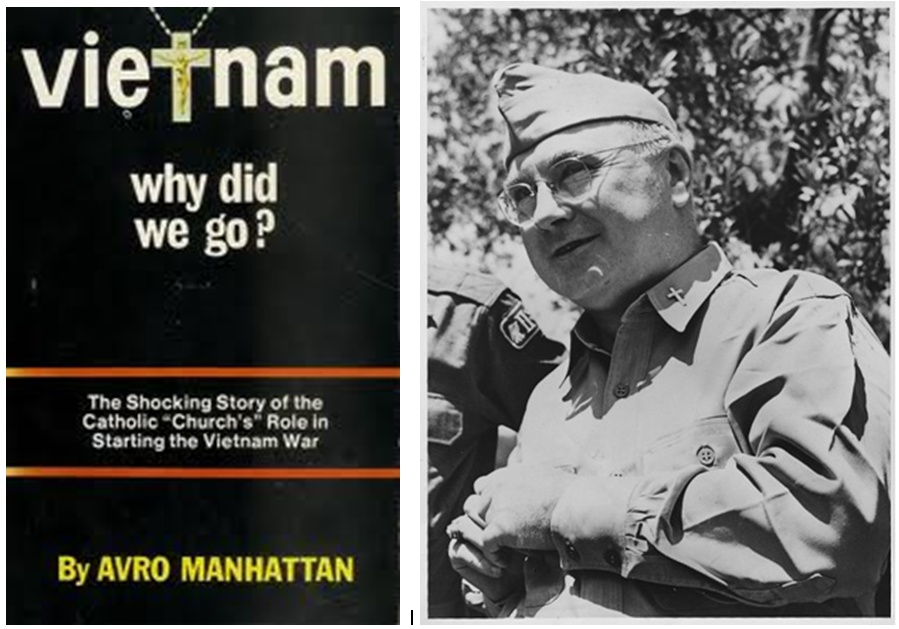 vietnam
why did
we go?
The Shocking Story of the
Catholic "Church's" Role in
Starting the Vietnam War
By AVRO MANHATTAN